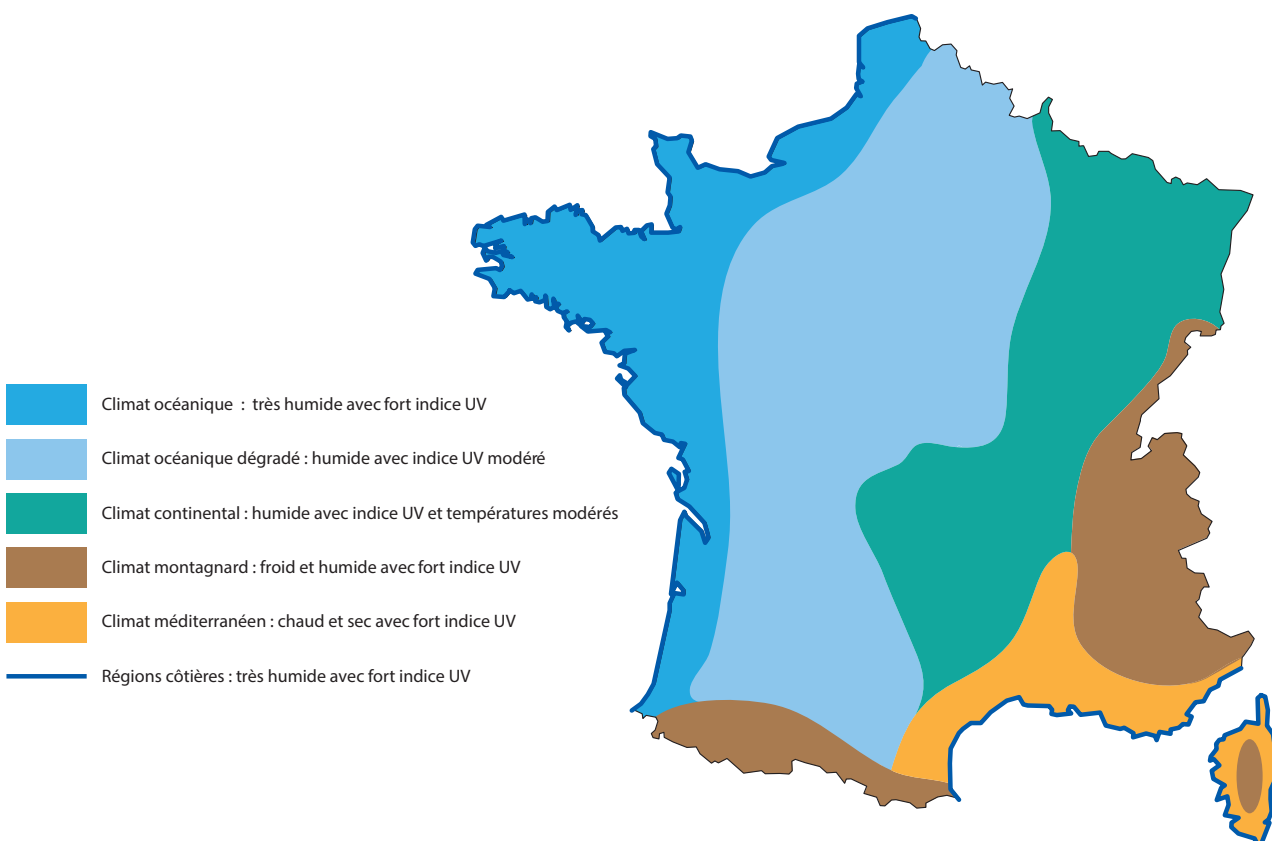 Climat océanique : très humide avec fort indice UV
Climat océanique dégradé : humide avec indice UV modéré
Climat continental : humide avec indice UV et températures modérés
Climat montagnard : froid et humide avec fort indice UV
Climat méditerranéen : chaud et sec avec fort indice UV
Régions côtières : très humide avec fort indice UV